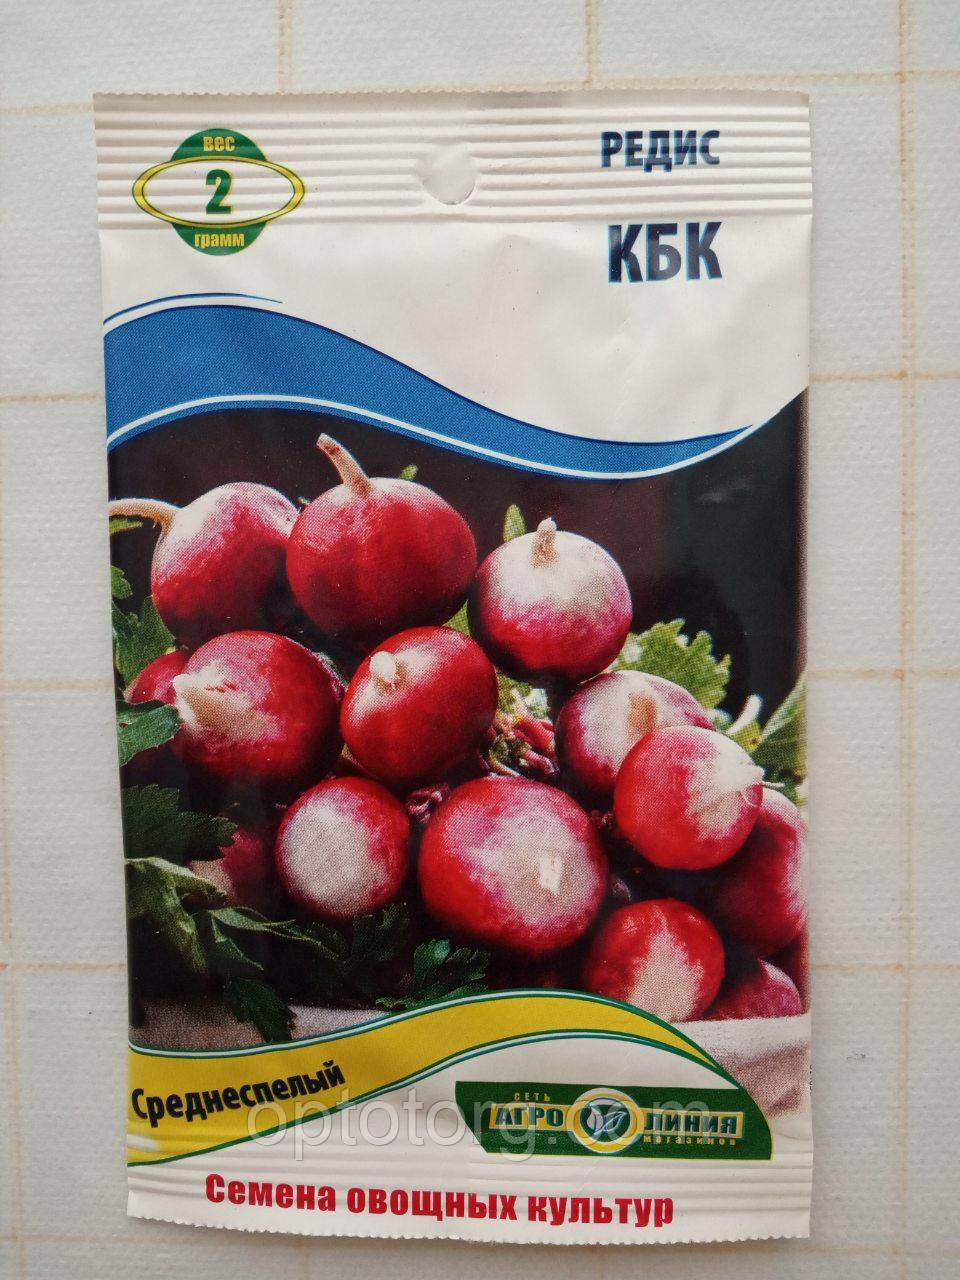 вес
2
грамм
РЕДИС
КБК
Среднеспелый
optotorg.com
СЕТЬ
АГРО ЛИНИЯ
магазинов
Семена овощных культур